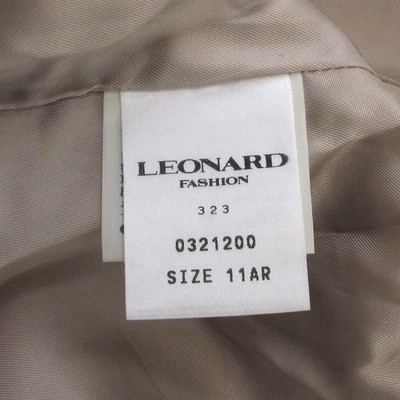 LEONARD
FASHION
323
0321200
SIZE 11AR